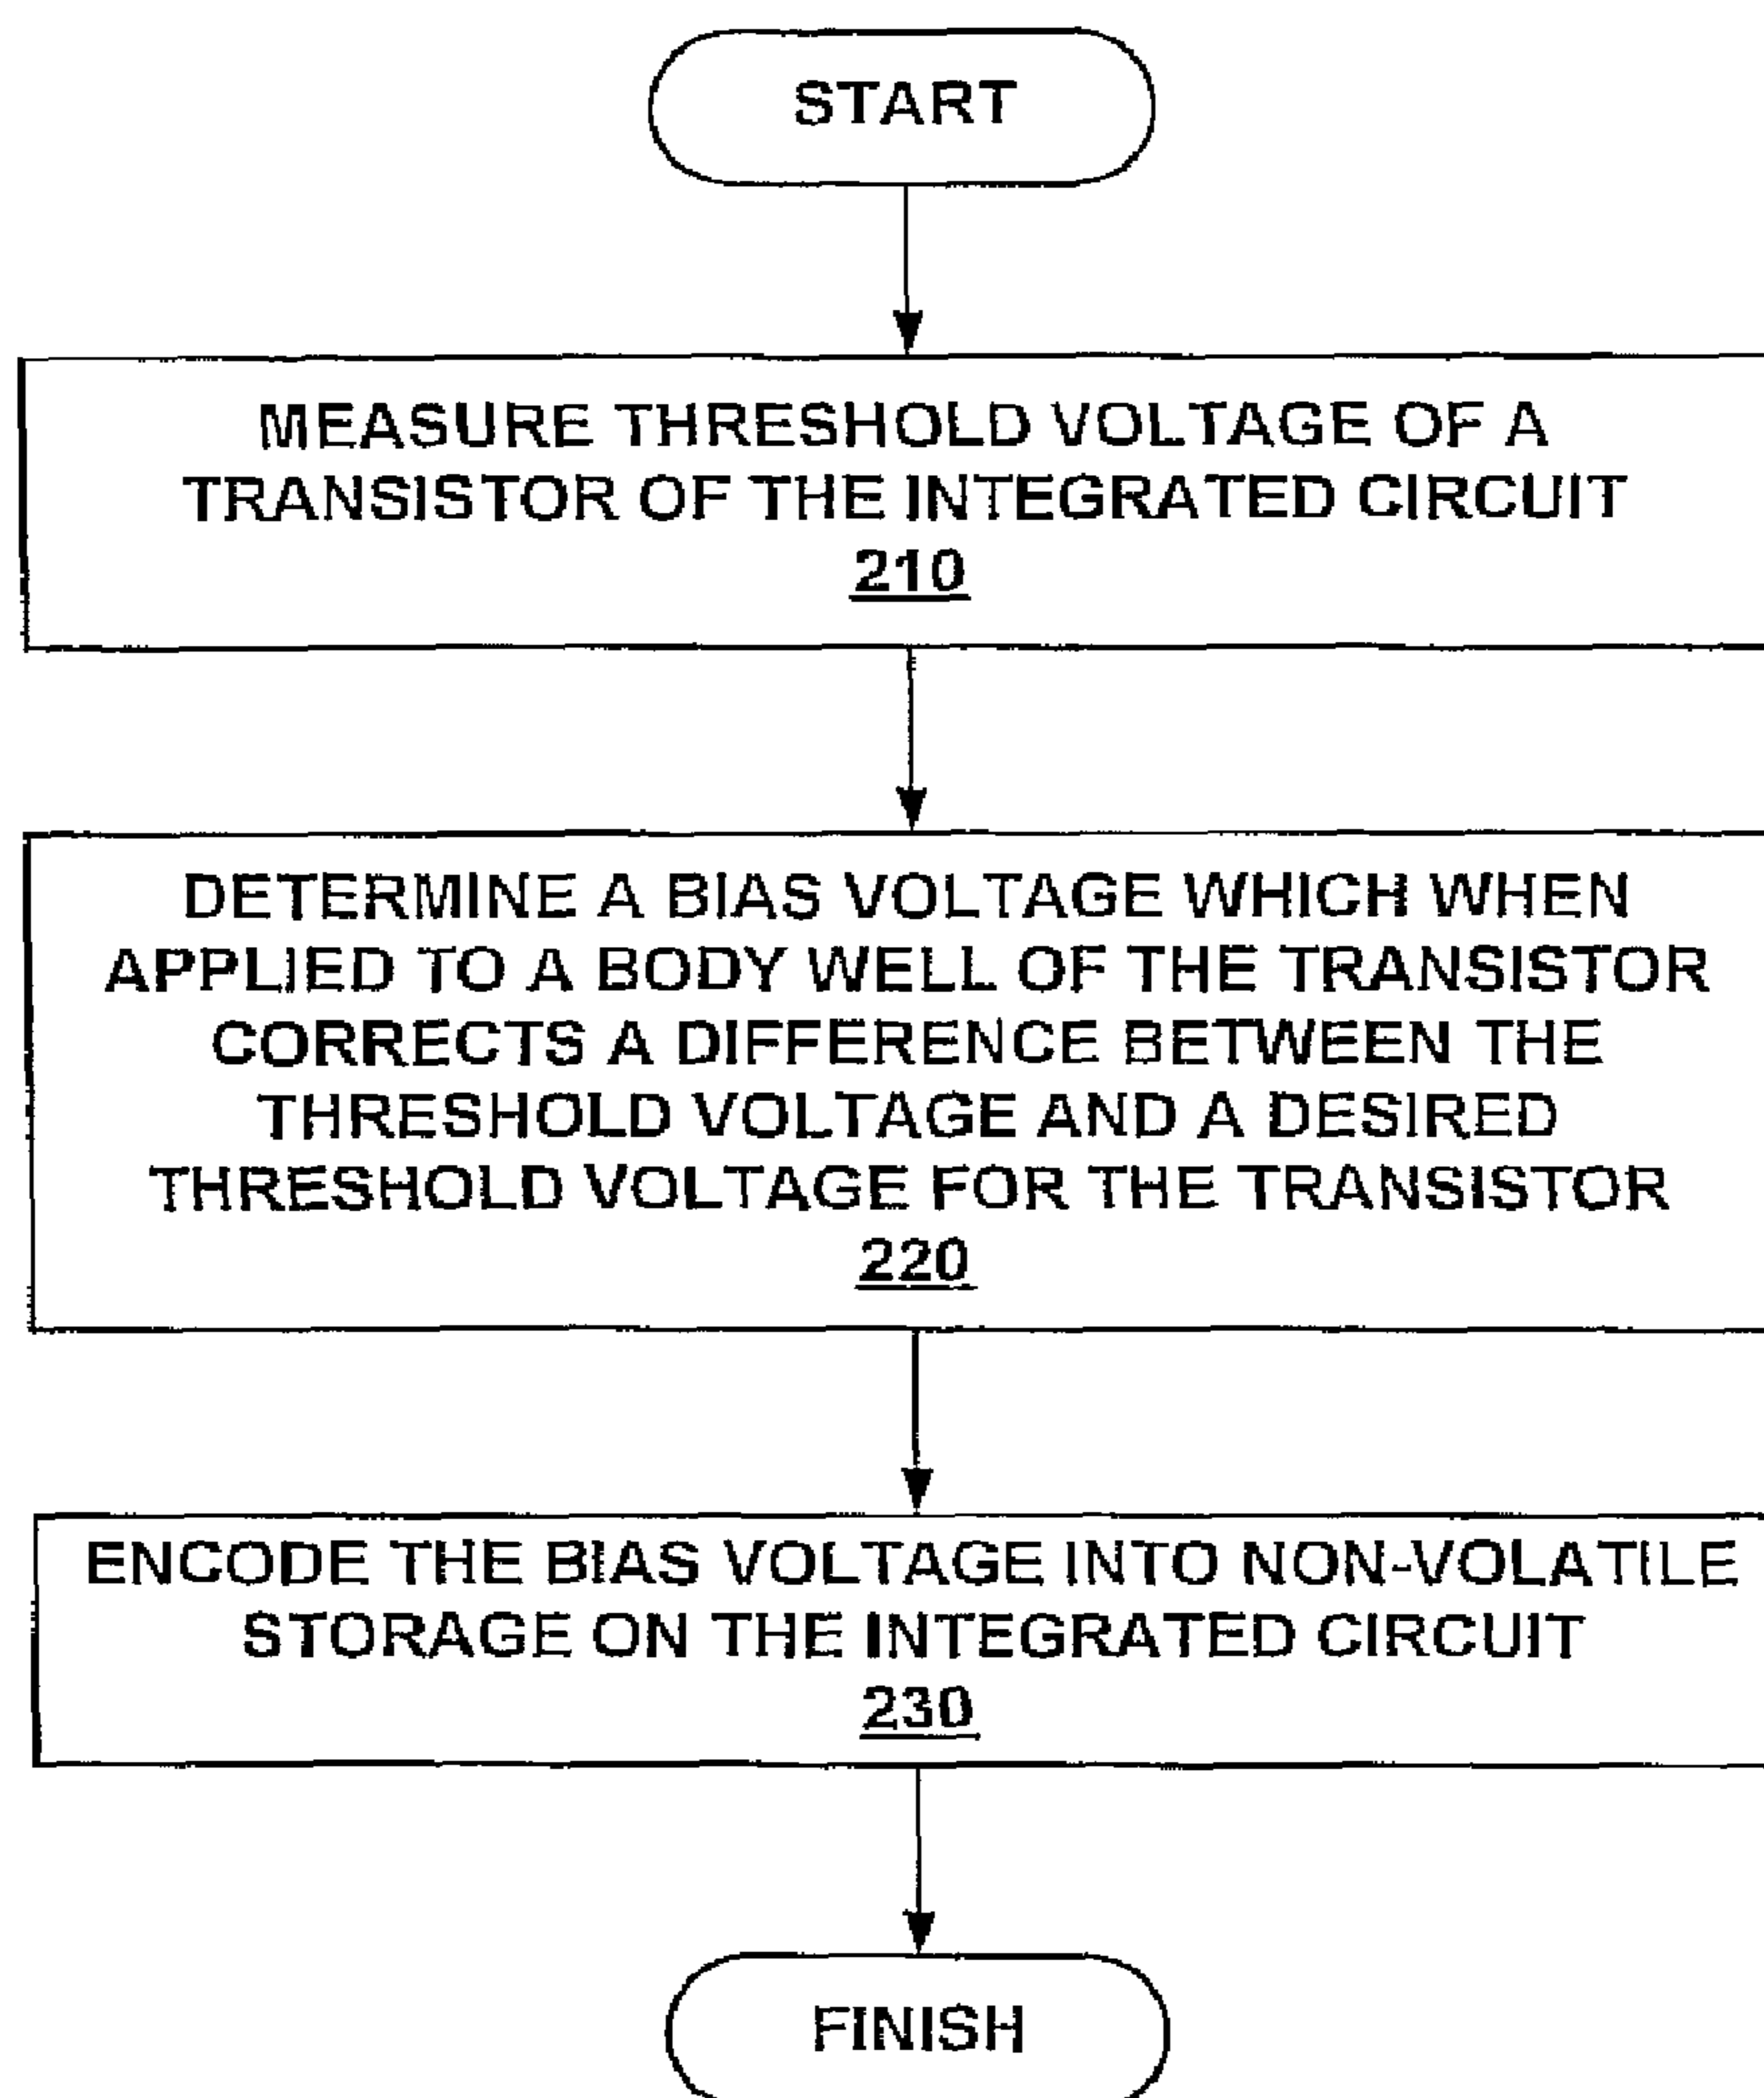 START
MEASURE THRESHOLD VOLTAGE OF A
TRANSISTOR OF THE INTEGRATED CIRCUIT
210
DETERMINE A BIAS VOLTAGE WHICH WHEN
APPLIED TO A BODY WELL OF THE TRANSISTOR
CORRECTS A DIFFERENCE BETWEEN THE
THRESHOLD VOLTAGE AND A DESIRED
THRESHOLD VOLTAGE FOR THE TRANSISTOR
220
ENCODE THE BIAS VOLTAGE INTO NON-VOLATILE
STORAGE ON THE INTEGRATED CIRCUIT
230
FINISH